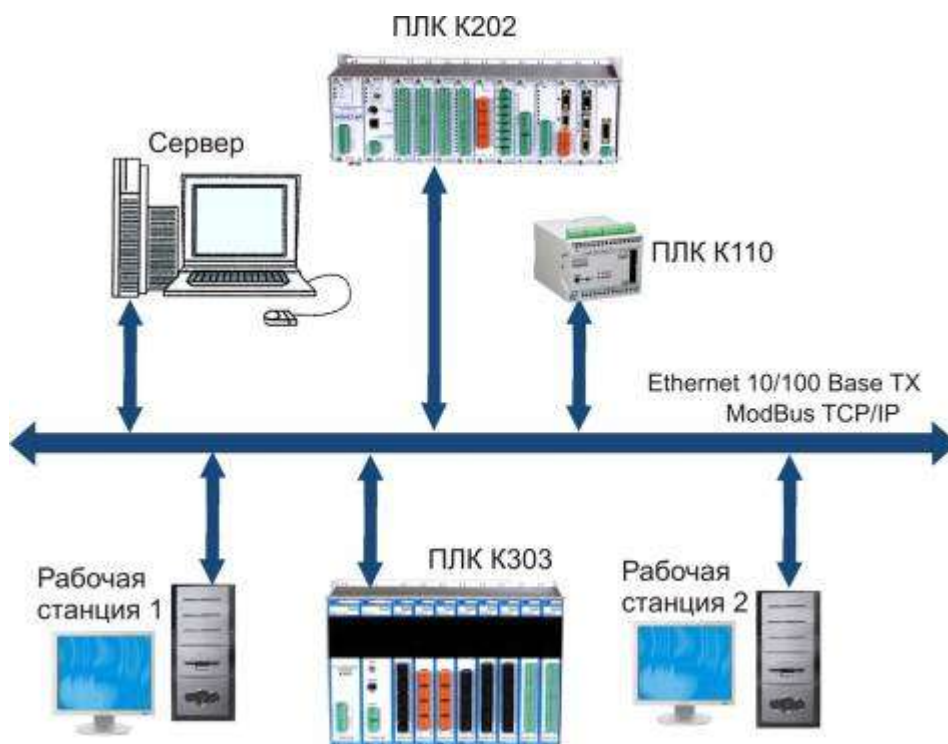 ПЛК К202
Сервер
ПЛК К110
Ethernet 10/100 Base TX
ModBus TCP/IP
ПЛК К303
Рабочая
станция 1
Рабочая
станция 2